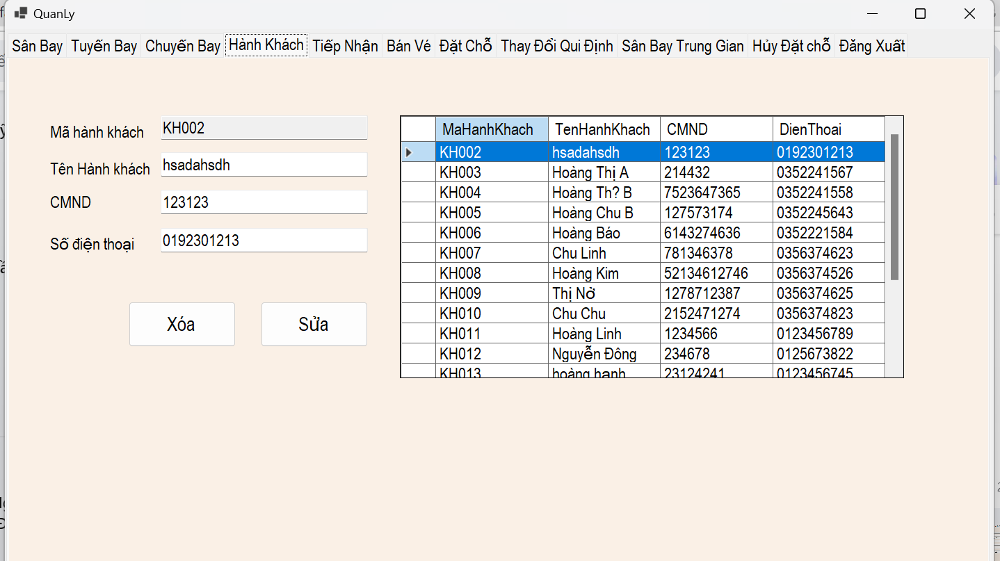 QuanLy
Sân Bay Tuyến Bay Chuyến Bay Hành Khách Tiếp Nhận Bán Vé Đặt Chỗ Thay Đổi Qui Định Sân Bay Trung Gian Hủy Đặt chỗ Đăng Xuất
Mã hành khách KH002
Tên Hành khách hsadahsdh
CMND 123123
Số điện thoại 0192301213
Xóa Sửa
MaHanhKhach TenHanhKhach CMND DienThoai
KH002 hsadahsdh 123123 0192301213
KH003 Hoàng Thị A 214432 0352241567
KH004 Hoàng Th? B 7523647365 0352241558
KH005 Hoàng Chu B 127573174 0352245643
KH006 Hoàng Báo 6143274636 0352221584
KH007 Chu Linh 781346378 0356374623
KH008 Hoàng Kim 52134612746 0356374526
KH009 Thị Nở 1278712387 0356374625
KH010 Chu Chu 2152471274 0356374823
KH011 Hoàng Linh 1234566 0123456789
KH012 Nguyễn Đông 234678 0125673822
KH013 hoàng hạnh 23124241 0123456745